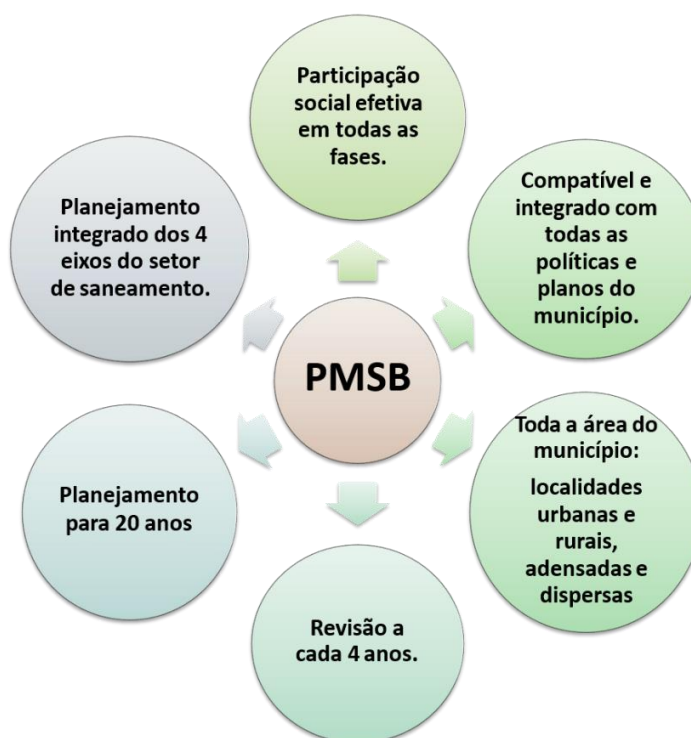 Participação
social efetiva
em todas as
fases.
Compatível e
integrado com
todas as
políticas e
planos do
município.
Toda a área do
município:
localidades
urbanas e
rurais,
adensadas e
dispersas
Revisão a
cada 4 anos.
Planejamento
para 20 anos
Planejamento
integrado dos 4
eixos do setor
de saneamento.
PMSB